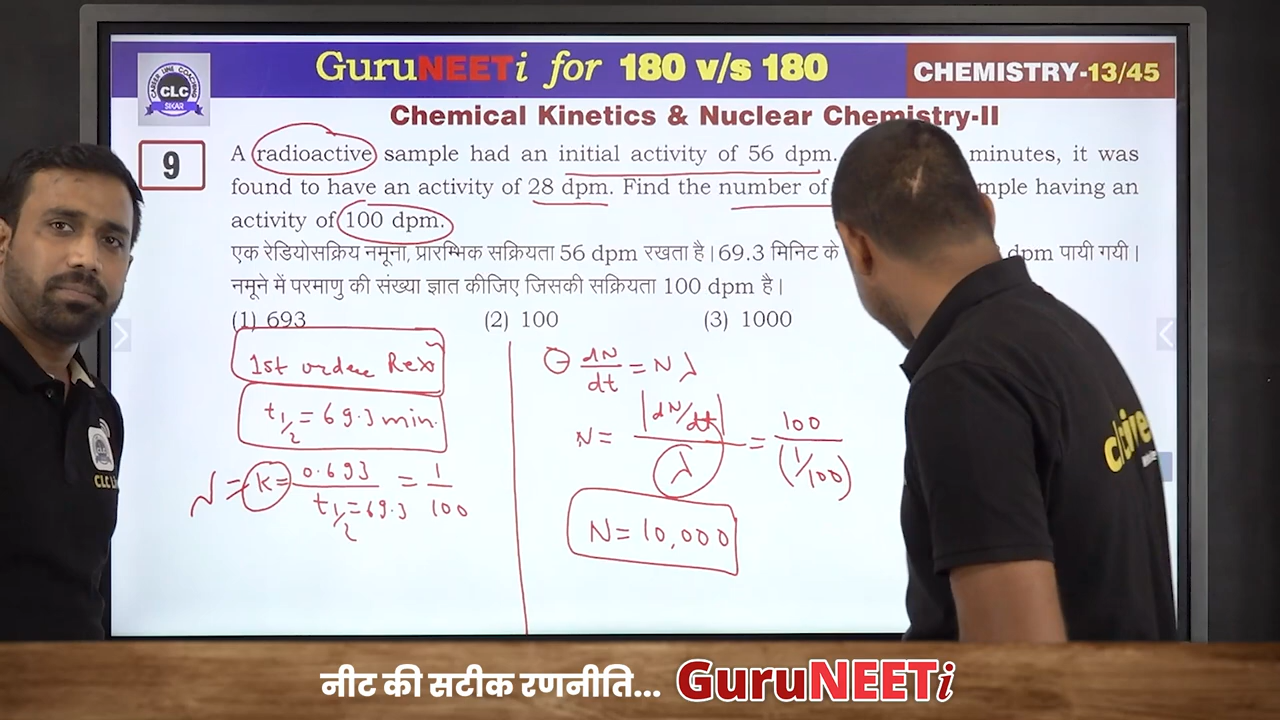 GuruNEETi for 180 v/s 180
CHEMISTRY-13/45
CLC
SIKAR
Chemical Kinetics & Nuclear Chemistry-II
9
A radioactive sample had an initial activity of 56 dpm. minutes, it was
found to have an activity of 28 dpm. Find the number of having an
activity of 100 dpm.
एक रेडियोसक्रिय नमूना, प्रारम्भिक सक्रियता 56 dpm रखता है। 69.3 मिनिट के dpm पायी गयी।
नमूने में परमाणु की संख्या ज्ञात कीजिए जिसकी सक्रियता 100 dpm है।
(1) 693 (2) 100 (3) 1000
1st order Rexn
t1/2 = 69.3 min.
λ = K = 0.693 / t1/2 = 69.3 = 1/100
⊖ dN/dt = Nλ
N = |dN/dt| / λ = 100 / (1/100)
N = 10,000
नीट की सटीक रणनीति... GuruNEETi